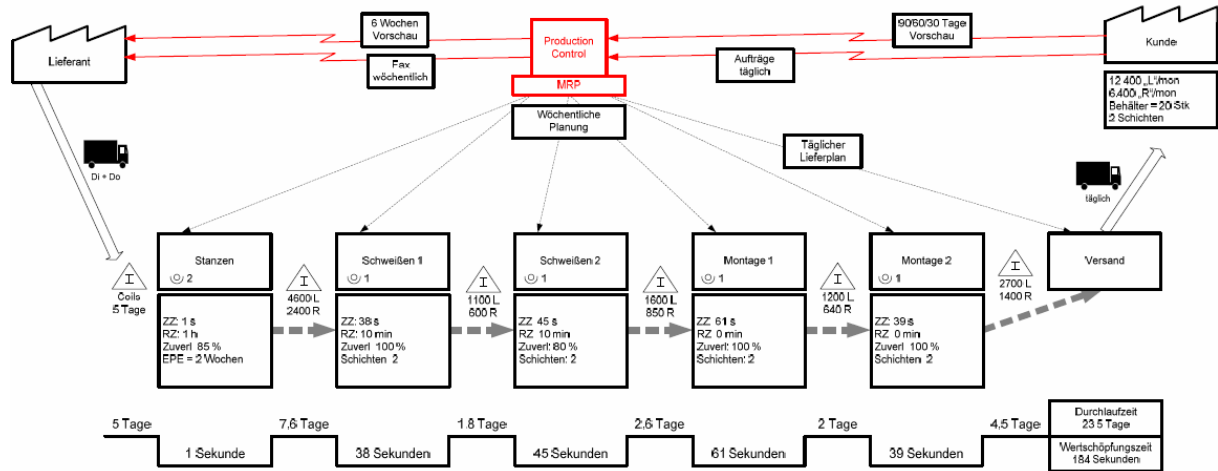 6 Wochen
Vorschau
Production
Control
90/60/30 Tage
Vorschau
Lieferant
Kunde
Fax
wöchentlich
Aufträge
täglich
MRP
12 400 „L“/mon
6.400 „R“/mon
Behälter = 20 Stk
2 Schichten
Wöchentliche
Planung
Täglicher
Lieferplan
Di + Do
täglich
Stanzen
2
Schweißen 1
1
Schweißen 2
1
Montage 1
1
Montage 2
1
Versand
I
Coils
5 Tage
I
4600 L
2400 R
I
1100 L
600 R
I
1600 L
850 R
I
1200 L
640 R
I
2700 L
1400 R
ZZ: 1 s
RZ: 1 h
Zuverl 85 %
EPE = 2 Wochen
ZZ: 38 s
RZ: 10 min
Zuverl 100 %
Schichten 2
ZZ 45 s
RZ 10 min
Zuverl: 80 %
Schichten: 2
ZZ: 61 s
RZ 0 min
Zuverl: 100 %
Schichten: 2
ZZ: 39 s
RZ 0 min
Zuverl: 100 %
Schichten: 2
5 Tage
7,6 Tage
1.8 Tage
2,6 Tage
2 Tage
4,5 Tage
Durchlaufzeit
23 5 Tage
1 Sekunde
38 Sekunden
45 Sekunden
61 Sekunden
39 Sekunden
Wertschöpfungszeit
184 Sekunden